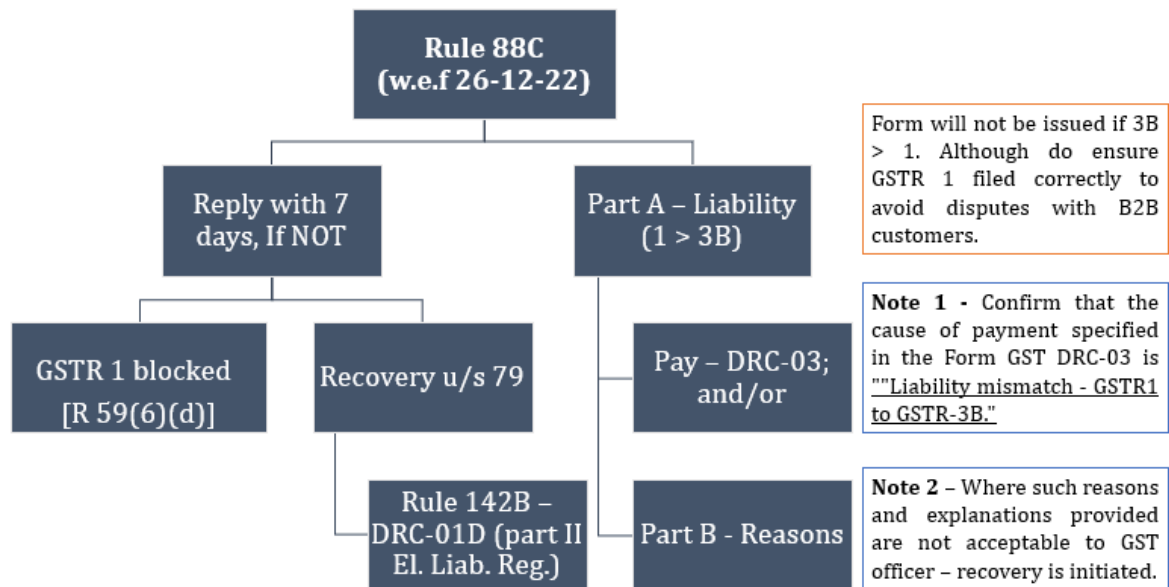 Rule 88C
(w.e.f 26-12-22)
Reply with 7
days, If NOT
Part A – Liability
(1 > 3B)
GSTR 1 blocked
[R 59(6)(d)]
Recovery u/s 79
Pay – DRC-03;
and/or
Rule 142B –
DRC-01D (part II
El. Liab. Reg.)
Part B - Reasons
Form will not be issued if 3B
> 1. Although do ensure
GSTR 1 filed correctly to
avoid disputes with B2B
customers.
Note 1 - Confirm that the
cause of payment specified
in the Form GST DRC-03 is
""Liability mismatch - GSTR1
to GSTR-3B."
Note 2 – Where such reasons
and explanations provided
are not acceptable to GST
officer – recovery is initiated.